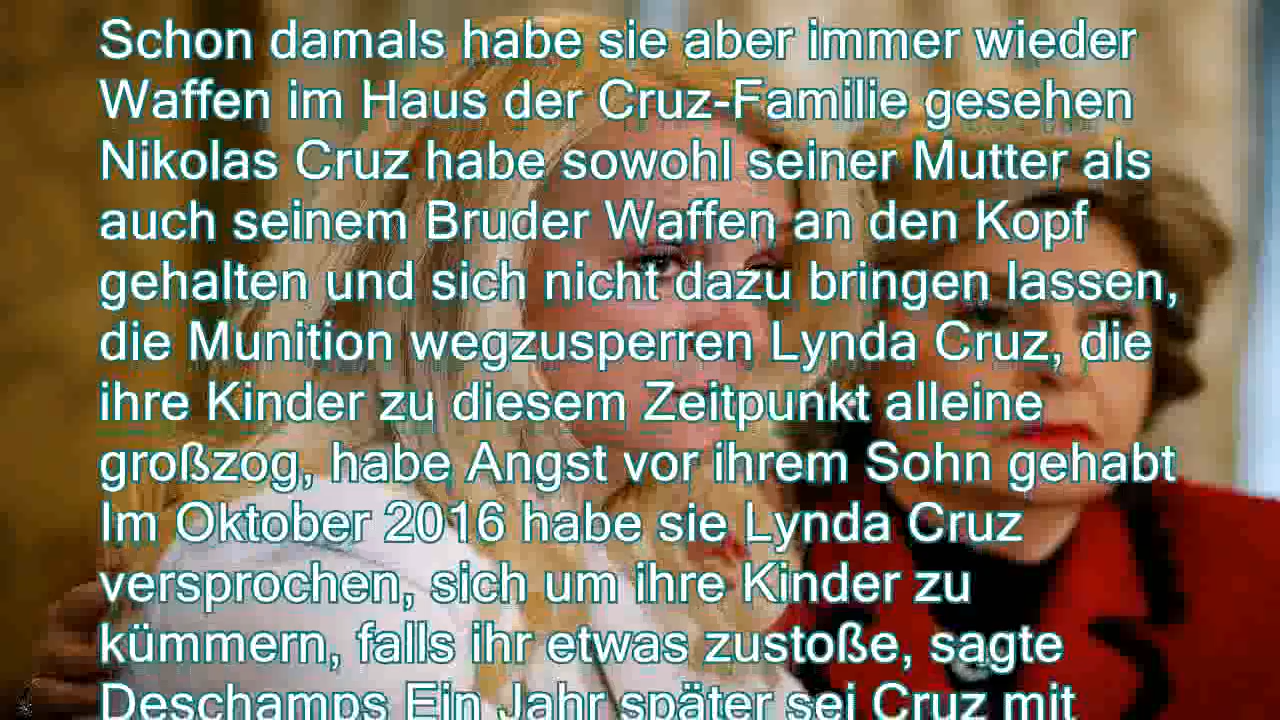 Schon damals habe sie aber immer wieder
Waffen im Haus der Cruz-Familie gesehen
Nikolas Cruz habe sowohl seiner Mutter als
auch seinem Bruder Waffen an den Kopf
gehalten und sich nicht dazu bringen lassen,
die Munition wegzusperren Lynda Cruz, die
ihre Kinder zu diesem Zeitpunkt alleine
großzog, habe Angst vor ihrem Sohn gehabt
Im Oktober 2016 habe sie Lynda Cruz
versprochen, sich um ihre Kinder zu
kümmern, falls ihr etwas zustoße, sagte
Deschamps Ein Jahr später sei Cruz mit